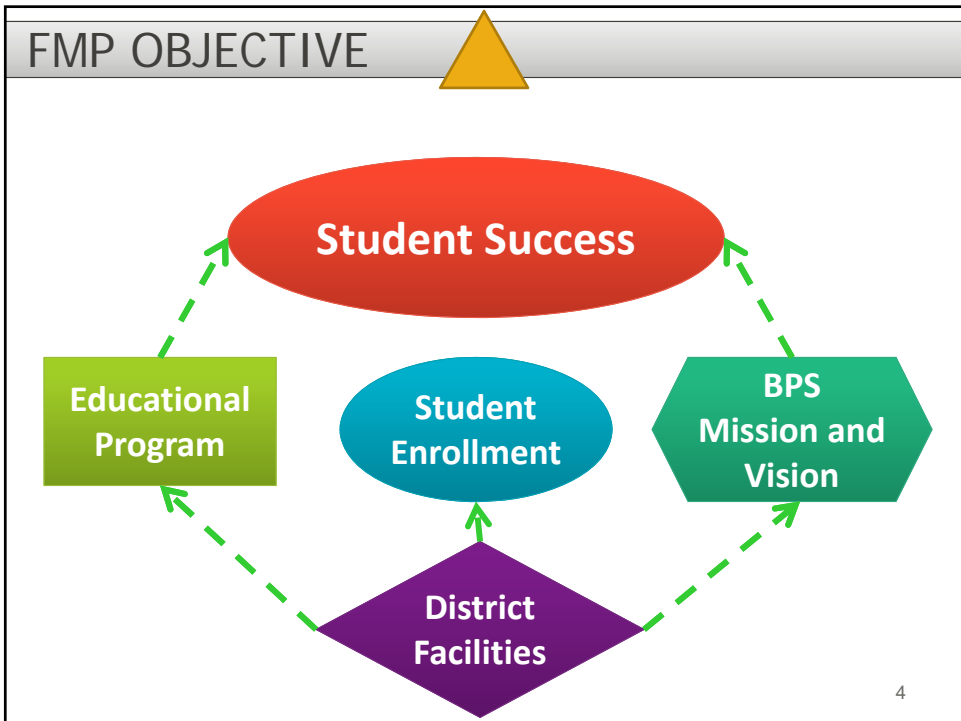 FMP OBJECTIVE
Student Success
Educational
Program
Student
Enrollment
BPS
Mission and
Vision
District
Facilities
4